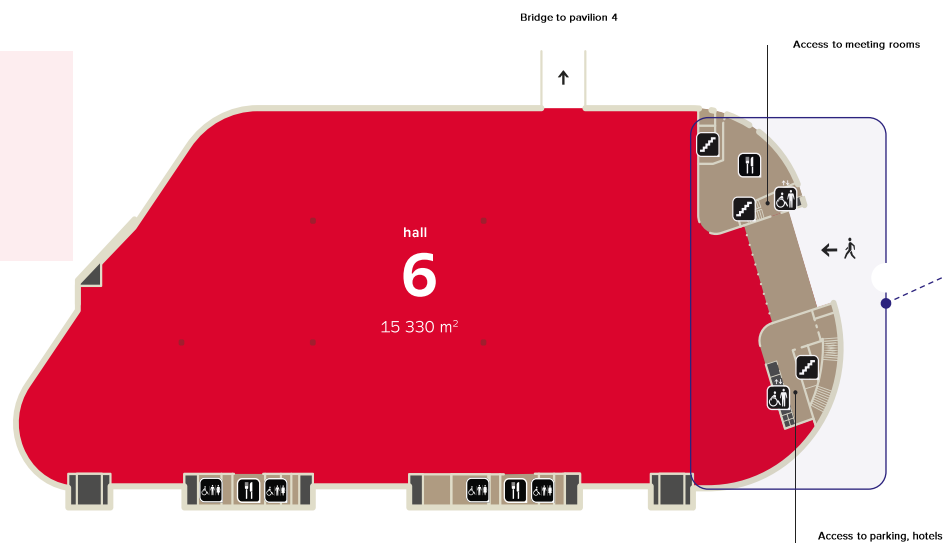 Bridge to pavilion 4
Access to meeting rooms
hall
6
15 330 m²
Access to parking, hotels